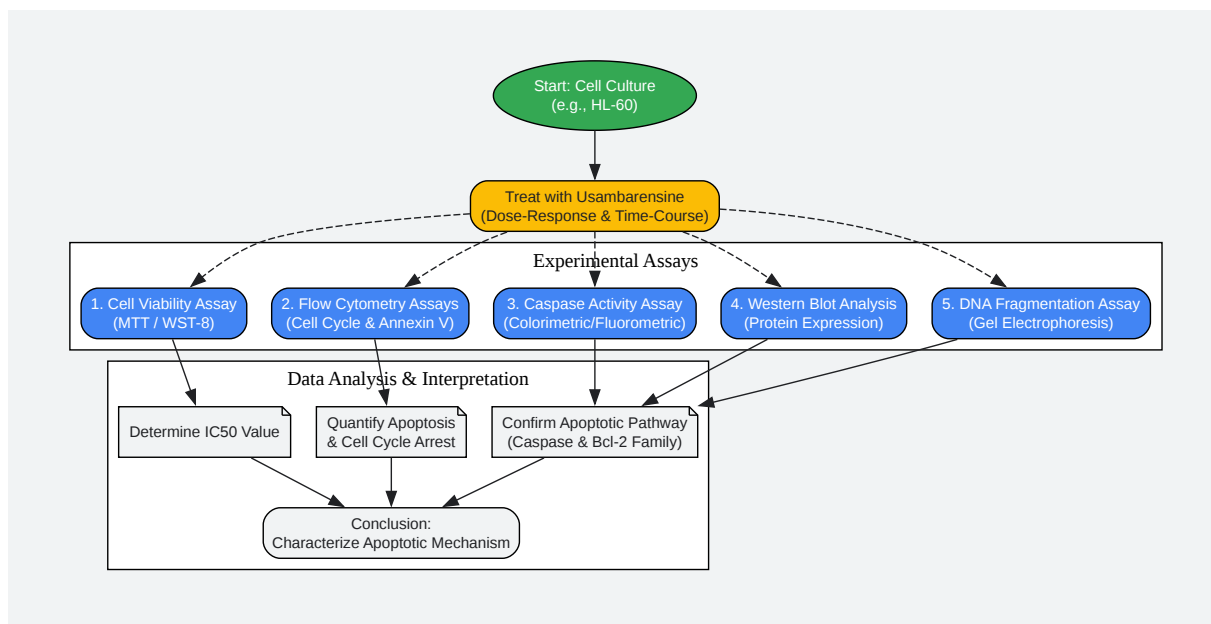 Start: Cell Culture
(e.g., HL-60)
Treat with Usambarensine
(Dose-Response & Time-Course)
Experimental Assays
1. Cell Viability Assay
(MTT / WST-8)
2. Flow Cytometry Assays
(Cell Cycle & Annexin V)
3. Caspase Activity Assay
(Colorimetric/Fluorometric)
4. Western Blot Analysis
(Protein Expression)
5. DNA Fragmentation Assay
(Gel Electrophoresis)
Data Analysis & Interpretation
Determine IC50 Value
Quantify Apoptosis
& Cell Cycle Arrest
Confirm Apoptotic Pathway
(Caspase & Bcl-2 Family)
Conclusion:
Characterize Apoptotic Mechanism